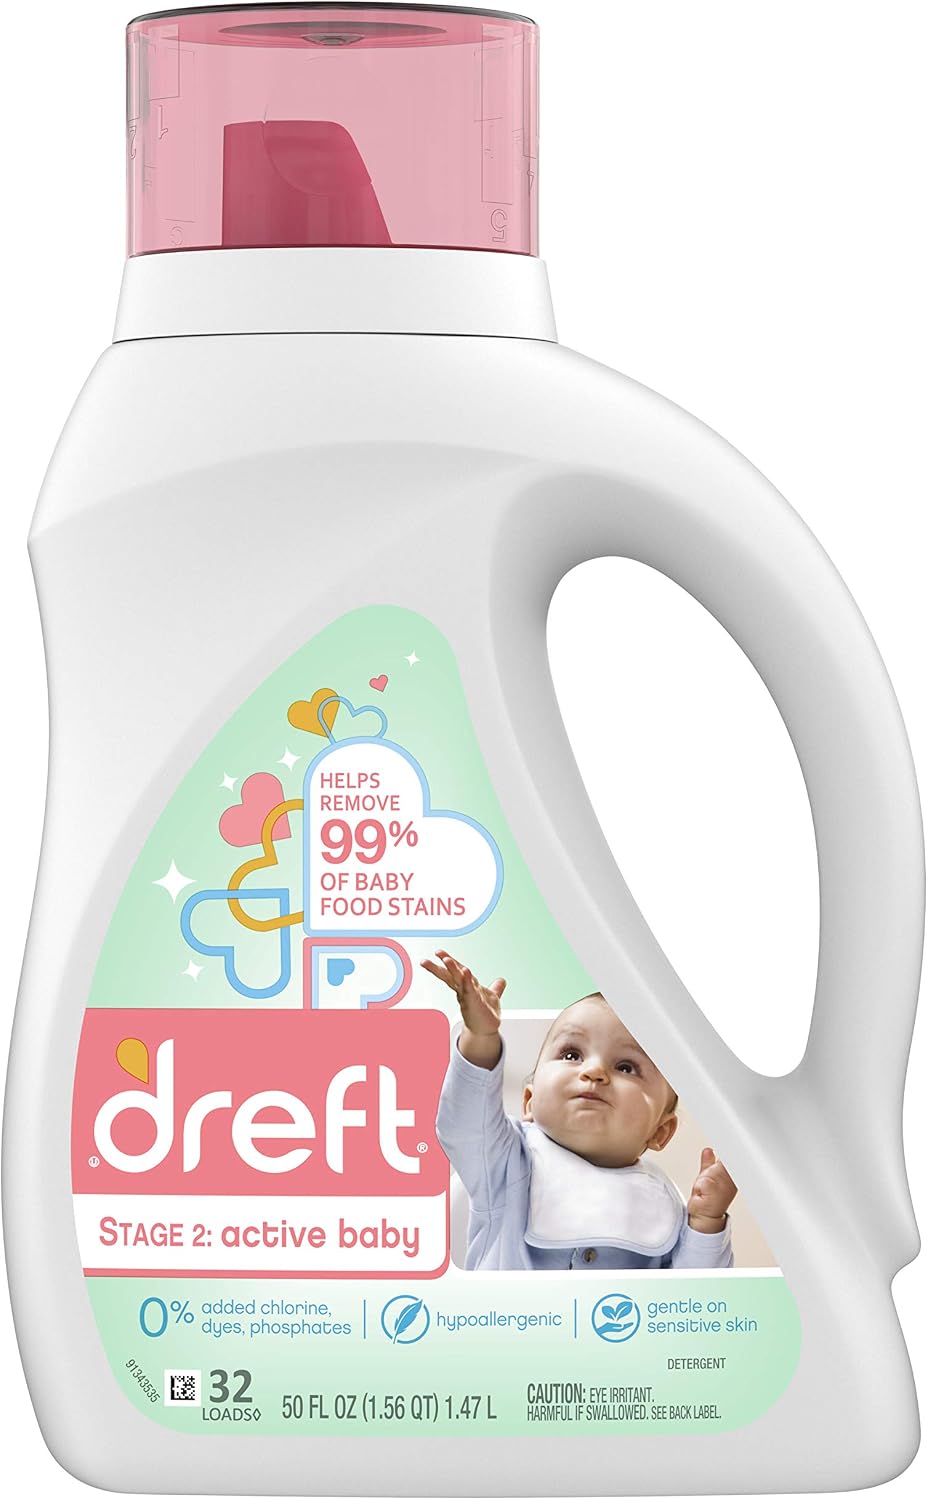 HELPS
REMOVE
99%
OF BABY
FOOD STAINS
dreft®
STAGE 2: active baby
0% added chlorine,
dyes, phosphates
hypoallergenic
gentle on
sensitive skin
DETERGENT
91343535
32
LOADS◊
50 FL OZ (1.56 QT) 1.47 L
CAUTION: EYE IRRITANT.
HARMFUL IF SWALLOWED. SEE BACK LABEL.